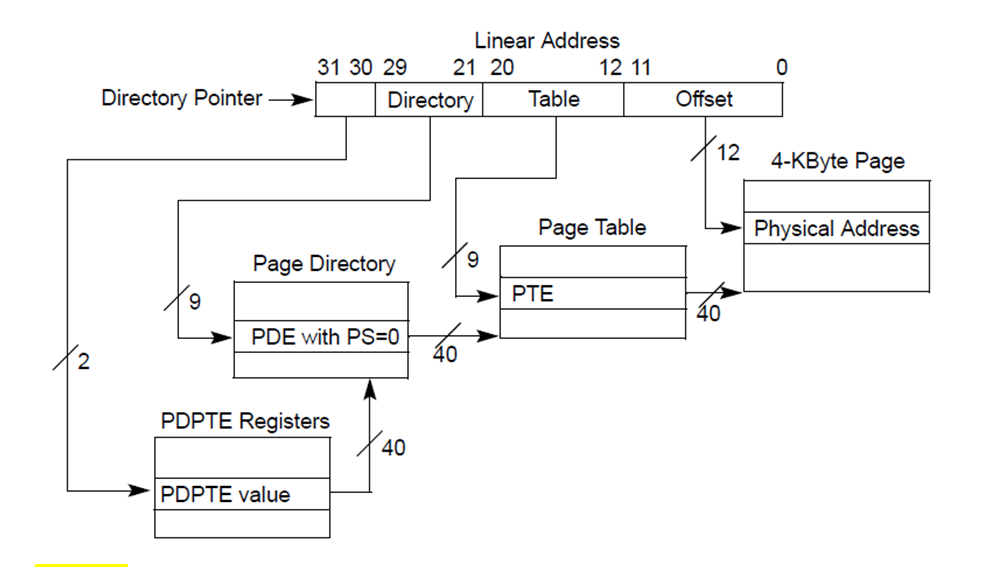 Linear Address
31 30 29 21 20 12 11 0
Directory Pointer Directory Table Offset
12
4-KByte Page
Physical Address
Page Table
9
PTE
40
Page Directory
9
PDE with PS=0
40
2
PDPTE Registers
40
PDPTE value